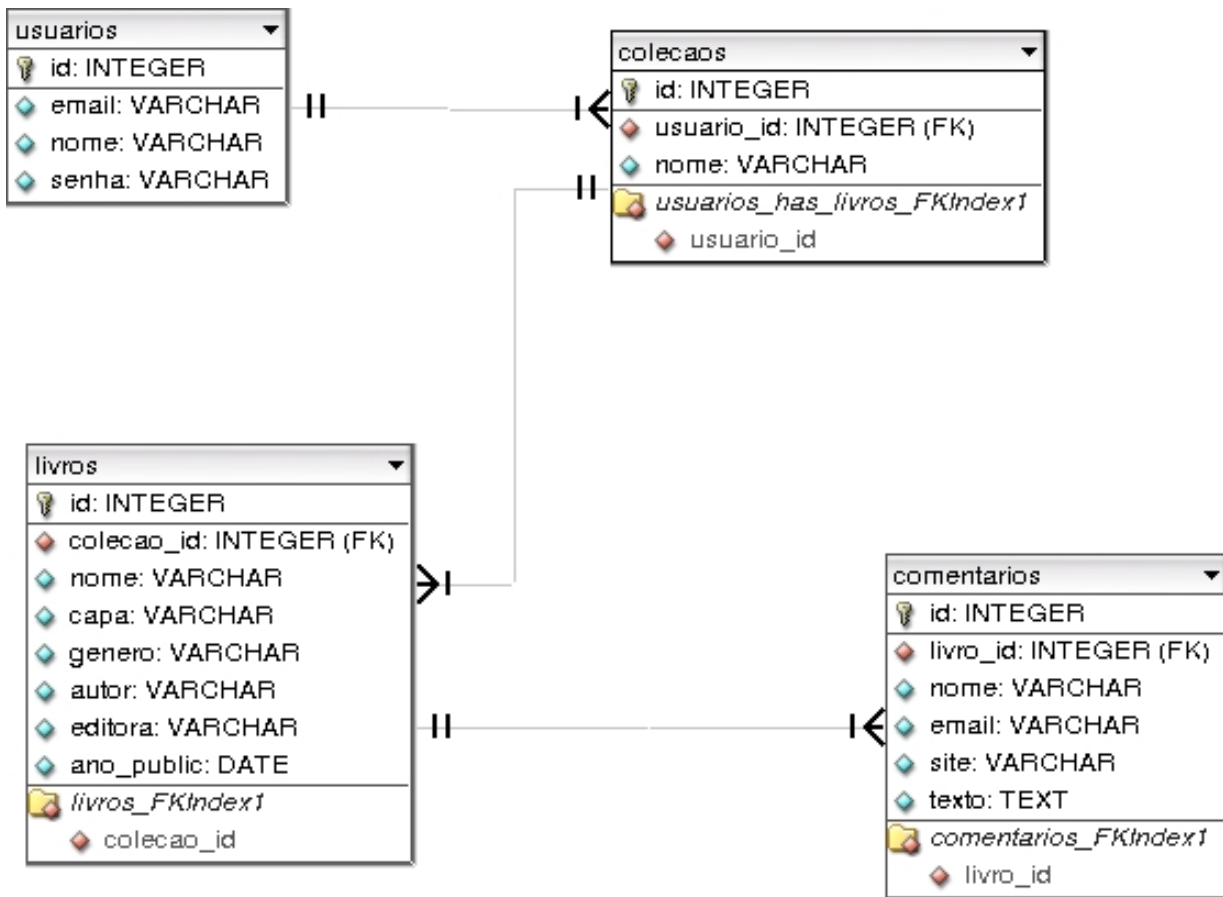 usuarios
id: INTEGER
email: VARCHAR
nome: VARCHAR
senha: VARCHAR
colecaos
id: INTEGER
usuario_id: INTEGER (FK)
nome: VARCHAR
usuarios_has_livros_FKIndex1
usuario_id
livros
id: INTEGER
colecao_id: INTEGER (FK)
nome: VARCHAR
capa: VARCHAR
genero: VARCHAR
autor: VARCHAR
editora: VARCHAR
ano_public: DATE
livros_FKIndex1
colecao_id
comentarios
id: INTEGER
livro_id: INTEGER (FK)
nome: VARCHAR
email: VARCHAR
site: VARCHAR
texto: TEXT
comentarios_FKIndex1
livro_id